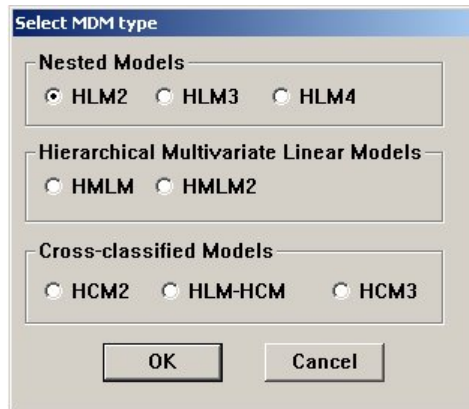 Select MDM type
Nested Models
HLM2 HLM3 HLM4
Hierarchical Multivariate Linear Models
HMLM HMLM2
Cross-classified Models
HCM2 HLM-HCM HCM3
OK Cancel